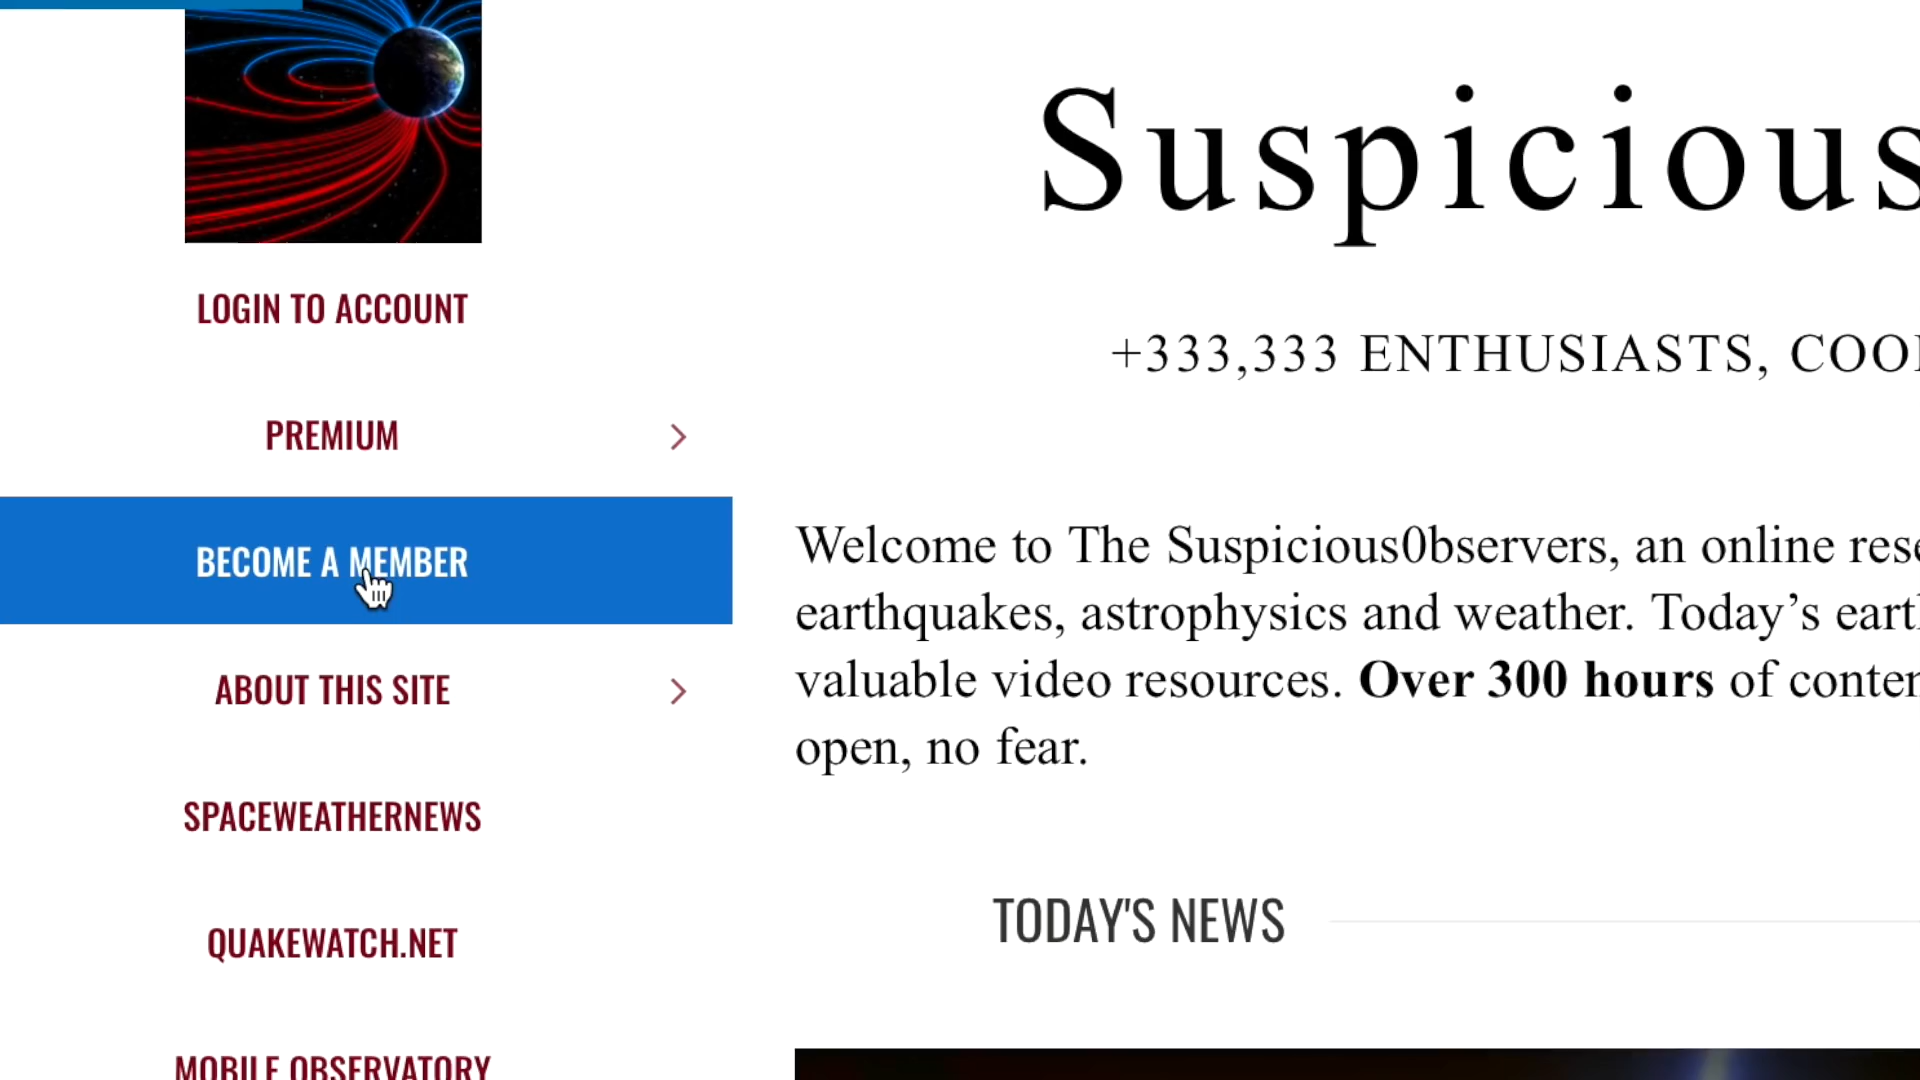 Suspicious
+333,333 ENTHUSIASTS,
LOGIN TO ACCOUNT
PREMIUM
BECOME A MEMBER
ABOUT THIS SITE
SPACEWEATHERNEWS
QUAKEWATCH.NET
MOBILE OBSERVATORY
Welcome to The Suspicious0bservers, an online
earthquakes, astrophysics and weather. Today’s
valuable video resources. Over 300 hours of
open, no fear.
TODAY'S NEWS